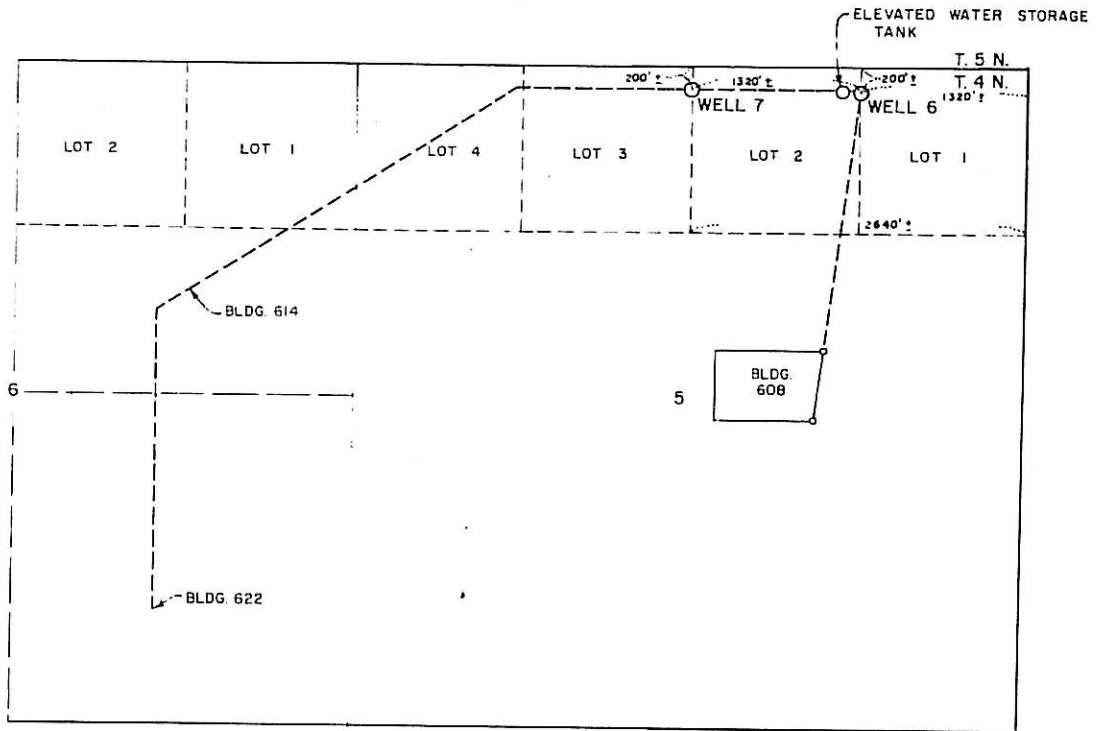 ELEVATED WATER STORAGE
TANK
T. 5 N.
T. 4 N.
200' ±
1320' ±
200' ±
1320' ±
WELL 7
WELL 6
LOT 2
LOT 1
LOT 4
LOT 3
LOT 2
LOT 1
2640' ±
BLDG. 614
BLDG.
608
6
5
BLDG. 622